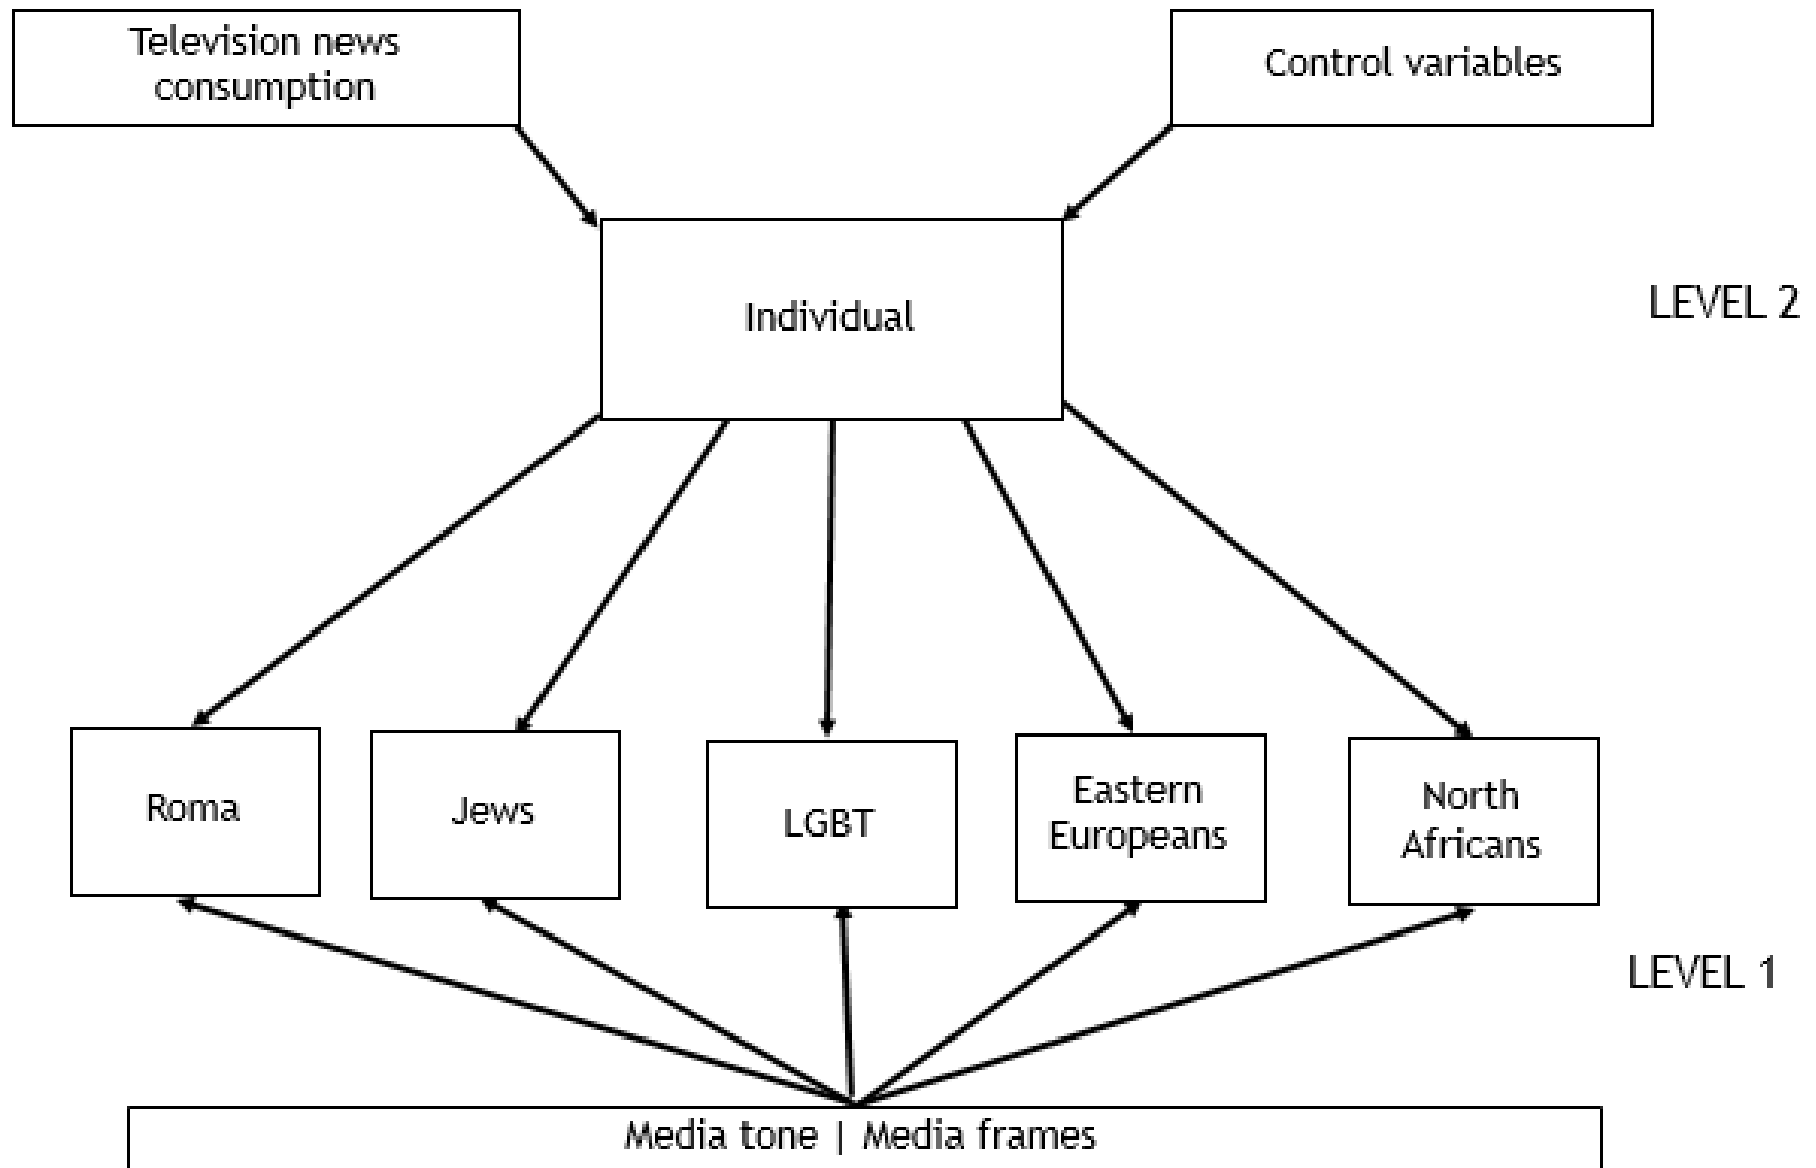 Television news
consumption
Control variables
Individual
LEVEL 2
Roma
Jews
LGBT
Eastern
Europeans
North
Africans
LEVEL 1
Media tone | Media frames